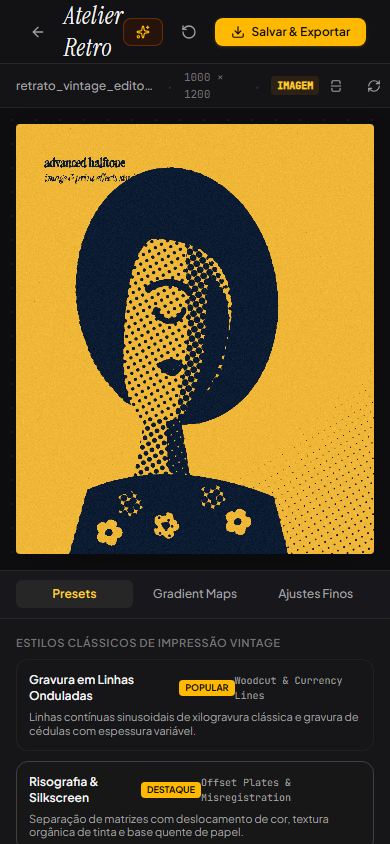 Atelier
Retro
Salvar & Exportar
retrato_vintage_edito...
1000 ×
1200
IMAGEM
advanced halftone
image & print effects
Presets
Gradient Maps
Ajustes Finos
ESTILOS CLÁSSICOS DE IMPRESSÃO VINTAGE
Gravura em Linhas
Onduladas
POPULAR
Woodcut & Currency
Lines
Linhas contínuas sinusoidais de xilogravura clássica e gravura de
cédulas com espessura variável.
Risografia &
Silkscreen
DESTAQUE
Offset Plates &
Misregistration
Separação de matrizes com deslocamento de cor, textura
orgânica de tinta e base quente de papel.